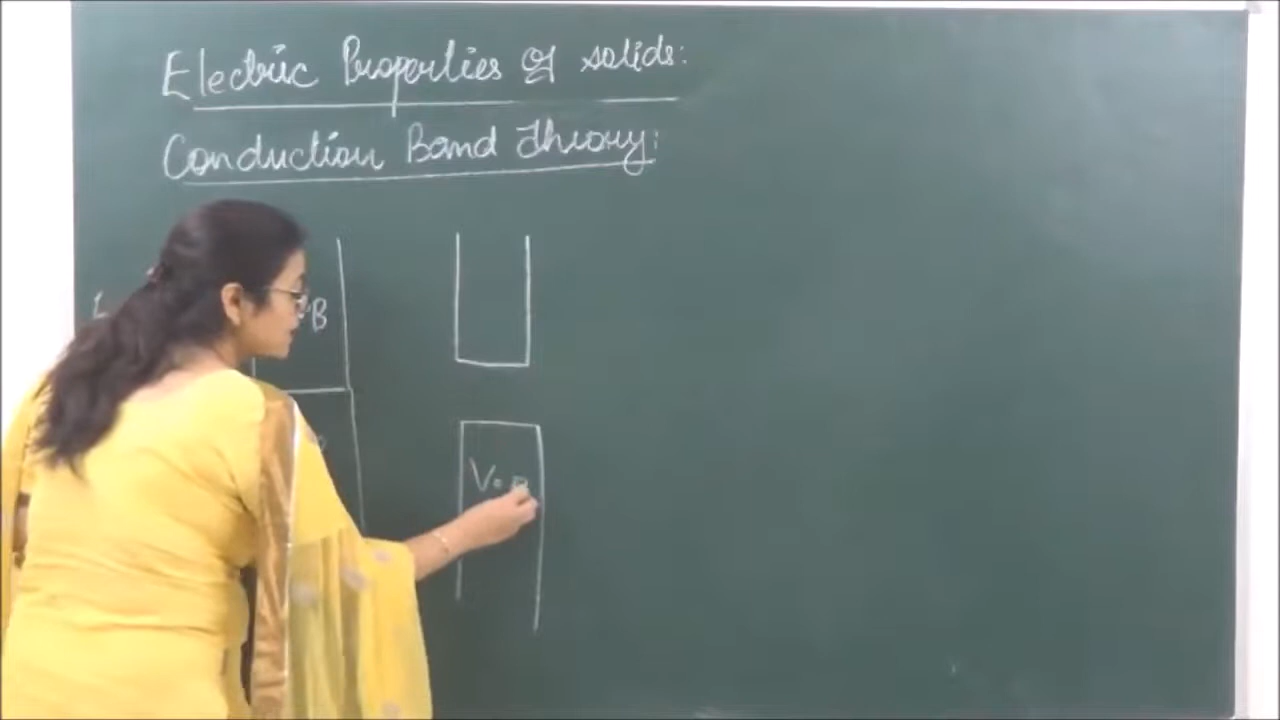 Electric Properties of solids:
Conduction Band Theory:
B
V.B